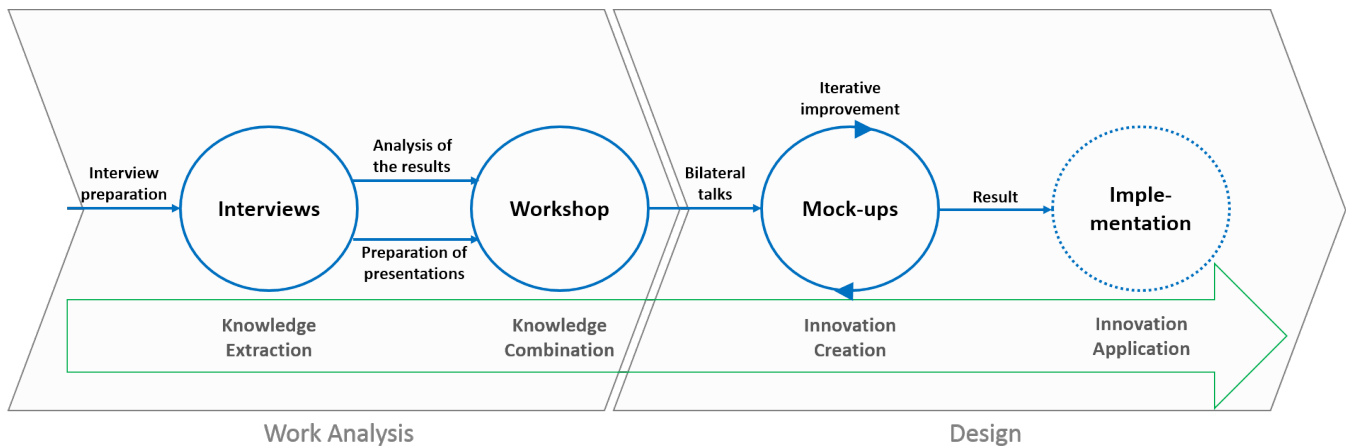 Interview
preparation
Interviews
Analysis of
the results
Preparation of
presentations
Workshop
Bilateral
talks
Iterative
improvement
Mock-ups
Result
Imple-
mentation
Knowledge
Extraction
Knowledge
Combination
Innovation
Creation
Innovation
Application
Work Analysis
Design